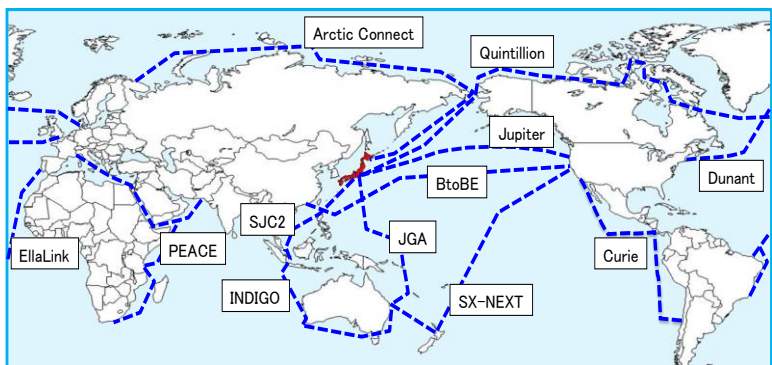 Arctic Connect
Quintillion
Jupiter
BtoBE
Dunant
SJC2
JGA
EllaLink
PEACE
Curie
INDIGO
SX-NEXT